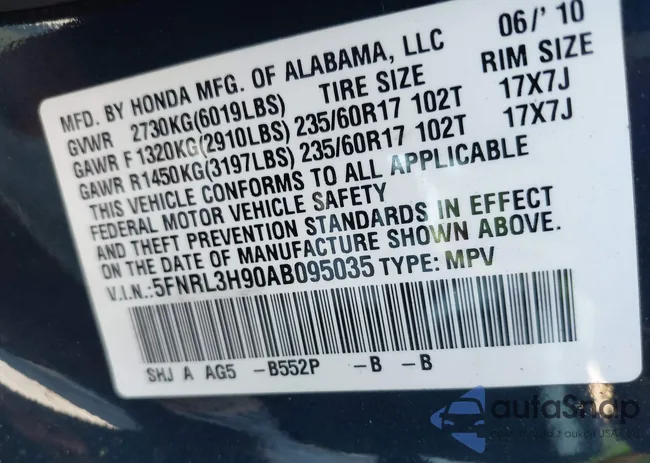 MFD. BY HONDA MFG. OF ALABAMA, LLC 06/'10
GVWR 2730KG(6019LBS) TIRE SIZE RIM SIZE
GAWR F1320KG(2910LBS) 235/60R17 102T 17X7J
GAWR R1450KG(3197LBS) 235/60R17 102T 17X7J
THIS VEHICLE CONFORMS TO ALL APPLICABLE
FEDERAL MOTOR VEHICLE SAFETY
AND THEFT PREVENTION STANDARDS IN EFFECT
ON THE DATE OF MANUFACTURE SHOWN ABOVE.
V.I.N.:5FNRL3H90AB095035 TYPE: MPV
SHJ A AG5 -B552P -B -B
autoSnap